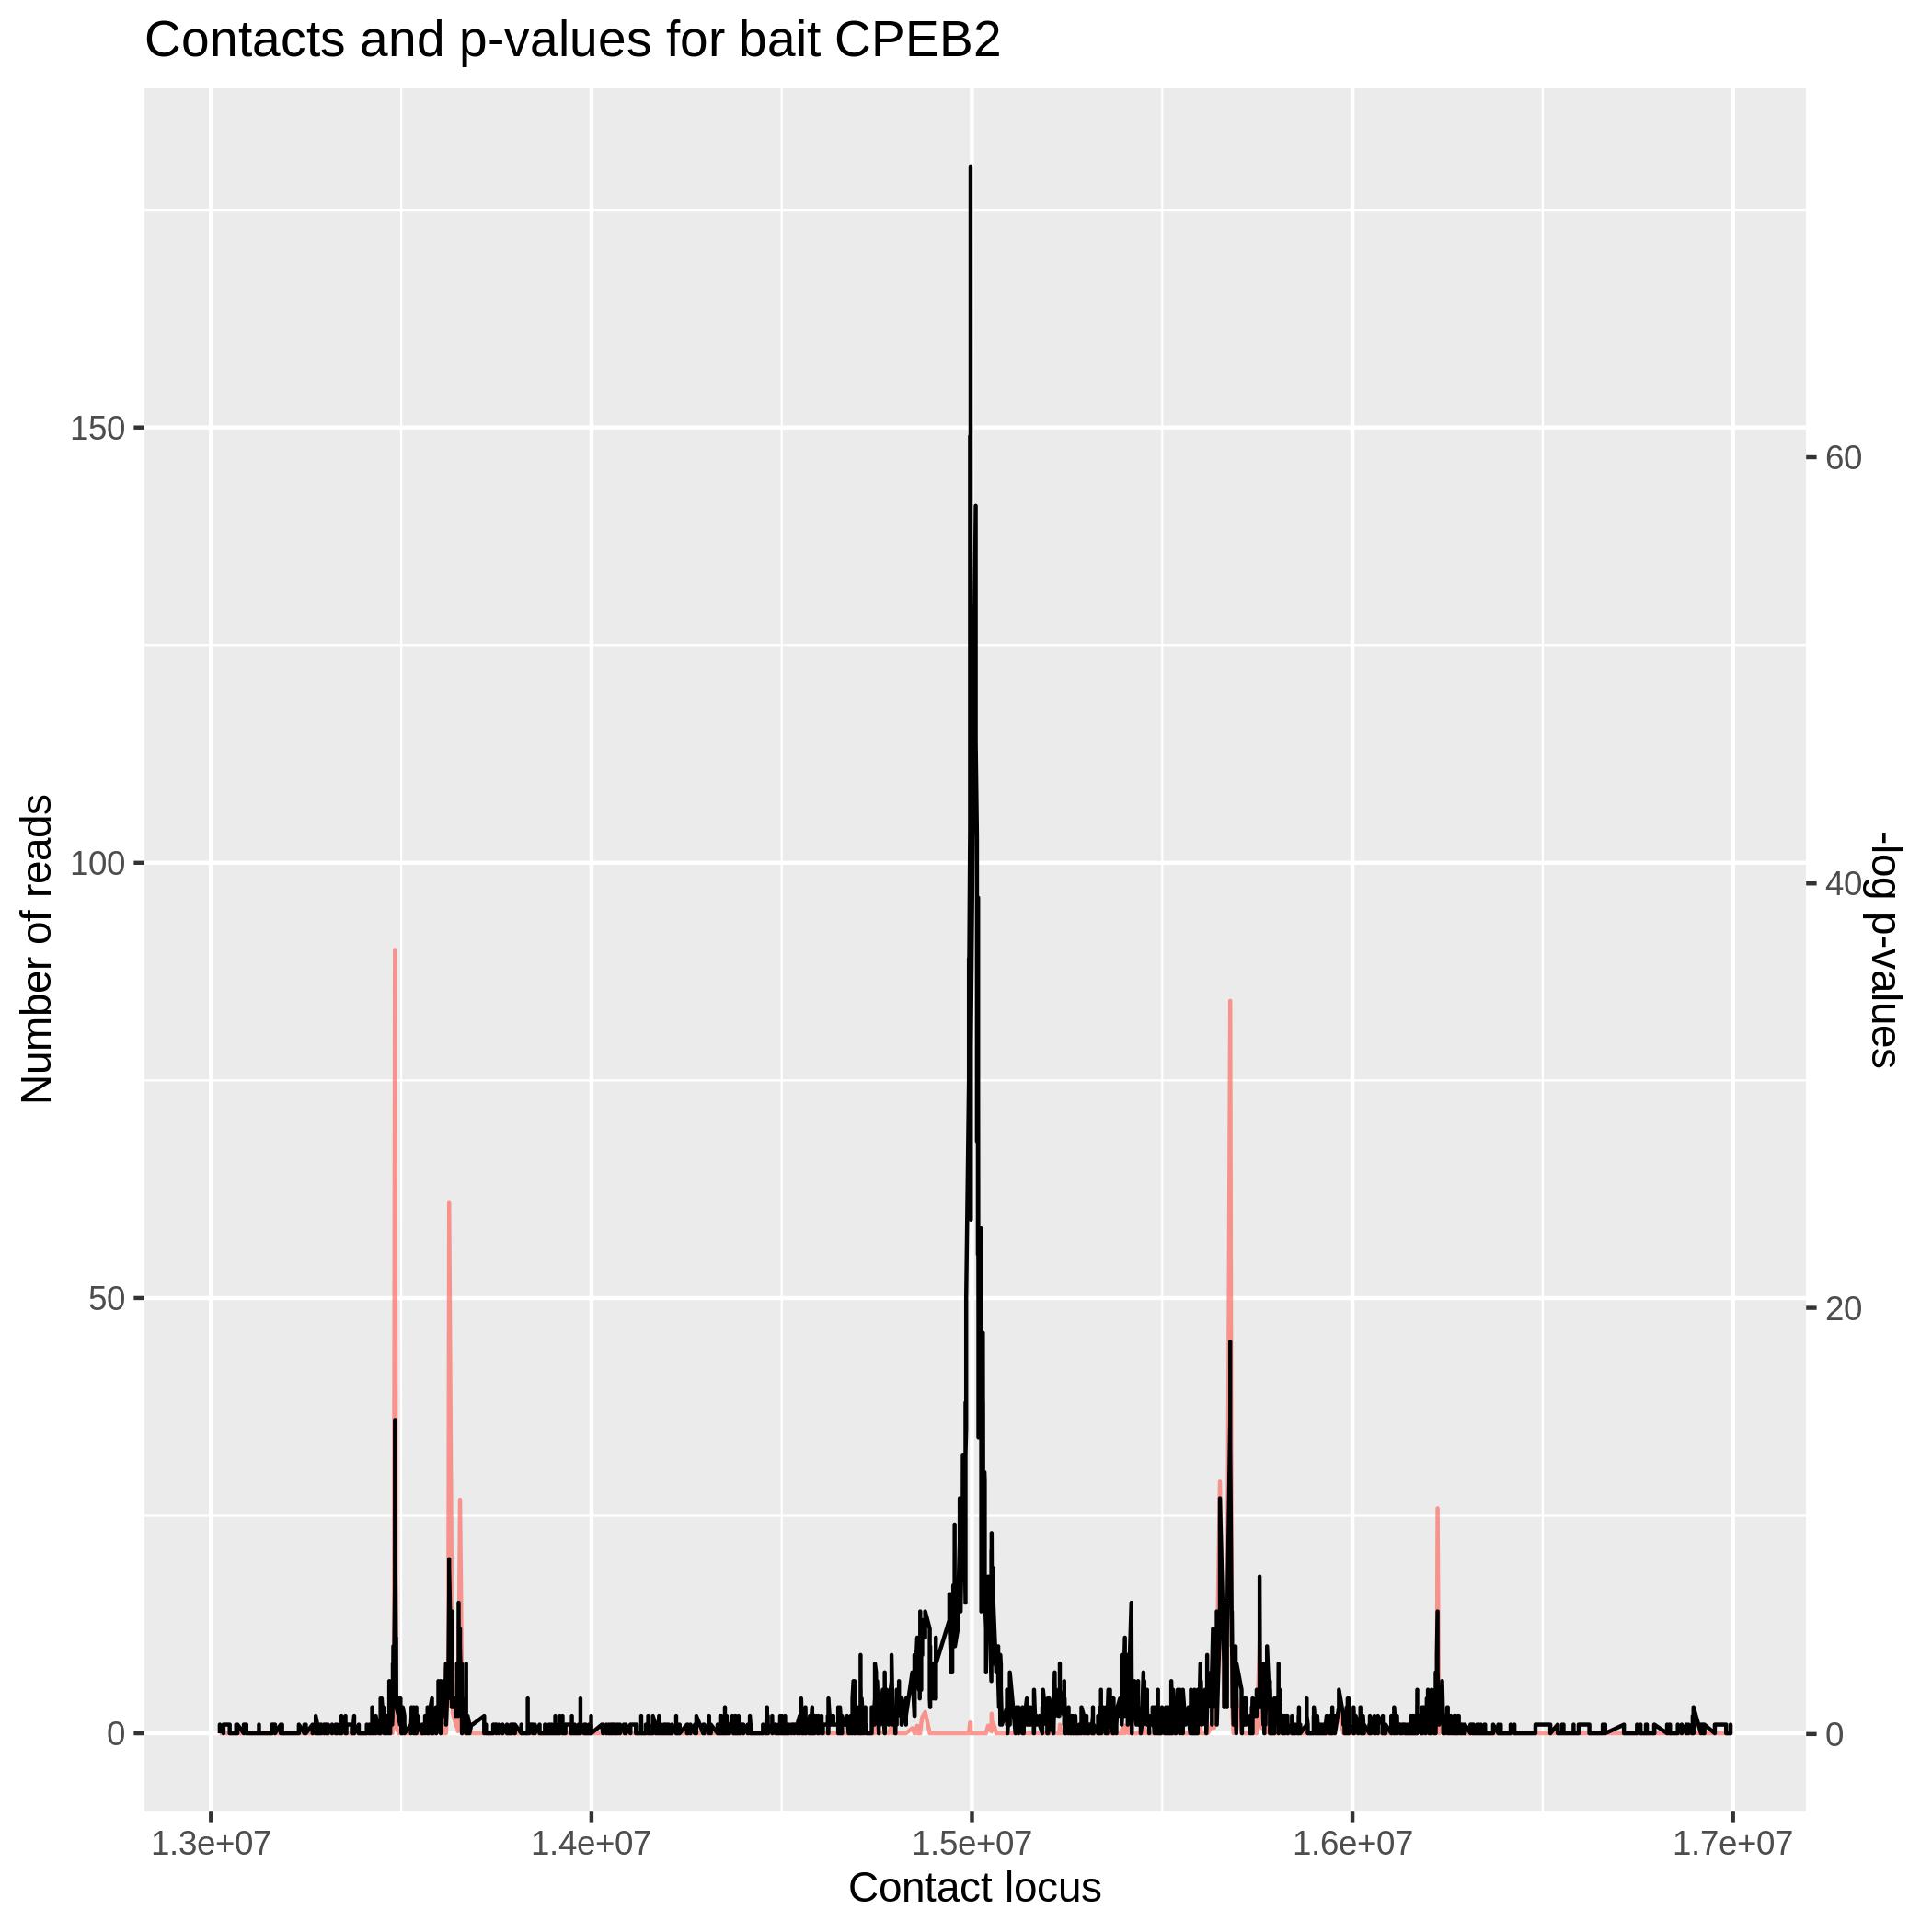 Contacts and p-values for bait CPEB2
Number of reads
150
100
50
0
60
40
20
0
-log p-values
1.3e+07
1.4e+07
1.5e+07
1.6e+07
1.7e+07
Contact locus